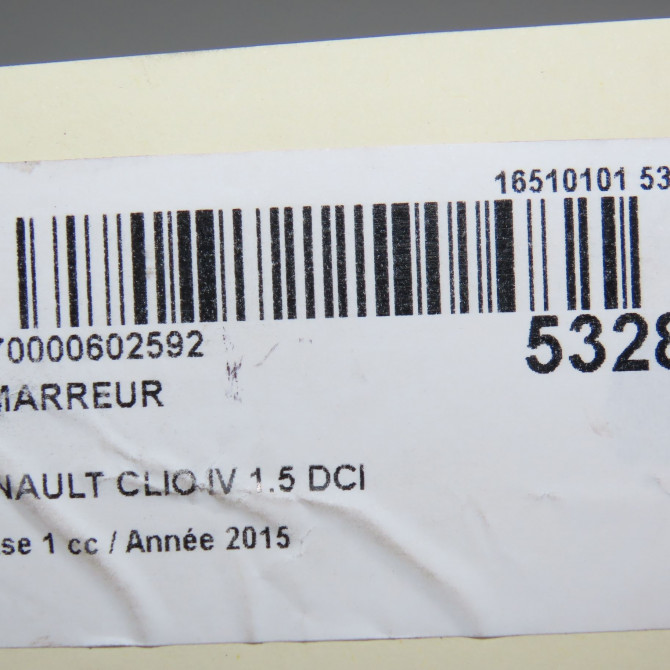 16510101 53
70000602592
5328
MARREUR
NAULT CLIO IV 1.5 DCI
se 1 cc / Année 2015